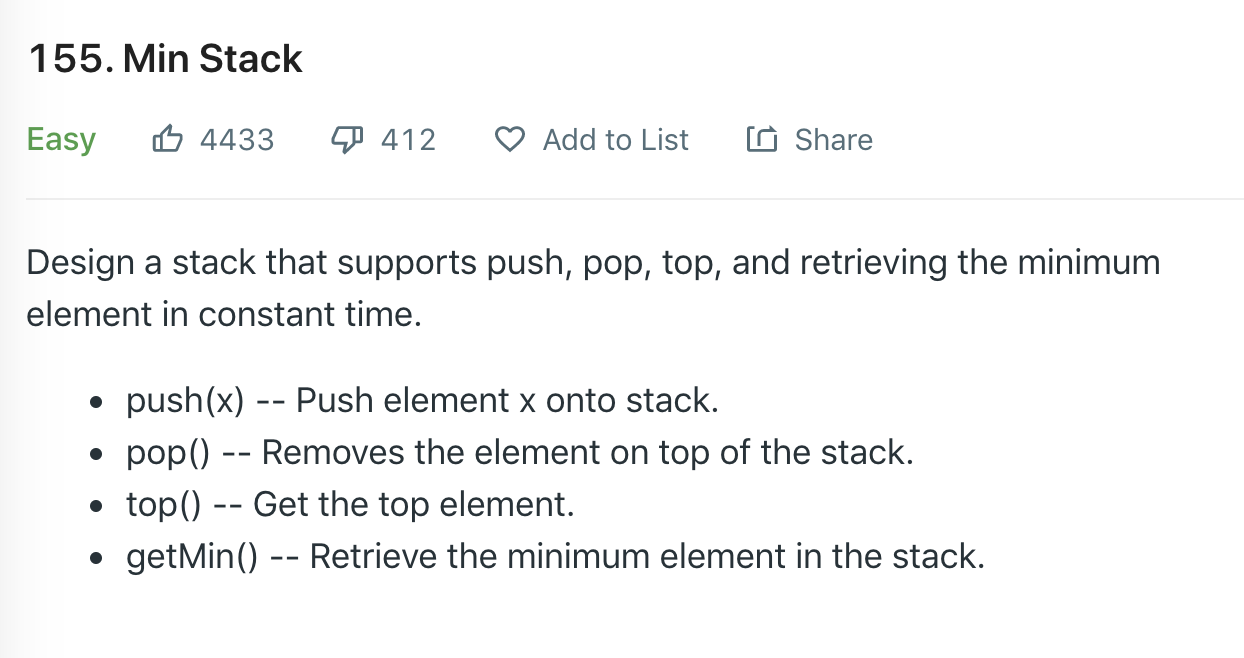 155. Min Stack
Easy 4433 412 Add to List Share
Design a stack that supports push, pop, top, and retrieving the minimum
element in constant time.
• push(x) -- Push element x onto stack.
• pop() -- Removes the element on top of the stack.
• top() -- Get the top element.
• getMin() -- Retrieve the minimum element in the stack.